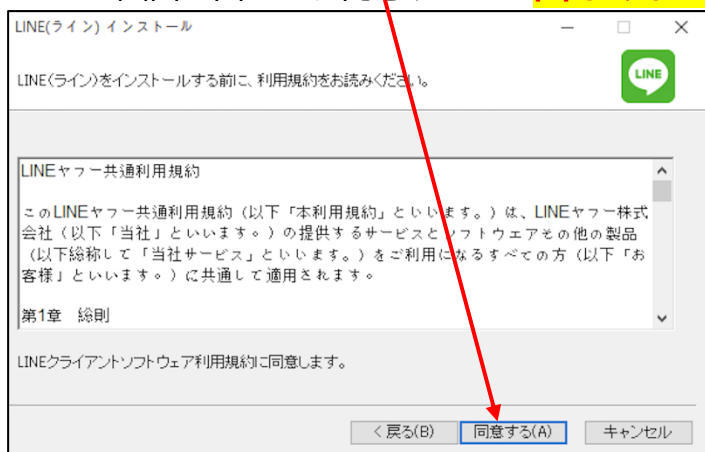 LINE(ライン) インストール
LINE(ライン)をインストールする前に、利用規約をお読みください。
LINE
LINEヤフー共通利用規約
このLINEヤフー共通利用規約（以下「本利用規約」といいます。）は、LINEヤフー株式
会社（以下「当社」といいます。）の提供するサービスとソフトウエアその他の製品
（以下総称して「当社サービス」といいます。）をご利用になるすべての方（以下「お
客様」といいます。）に共通して適用されます。
第1章 総則
LINEクライアントソフトウェア利用規約に同意します。
< 戻る(B) 同意する(A) キャンセル